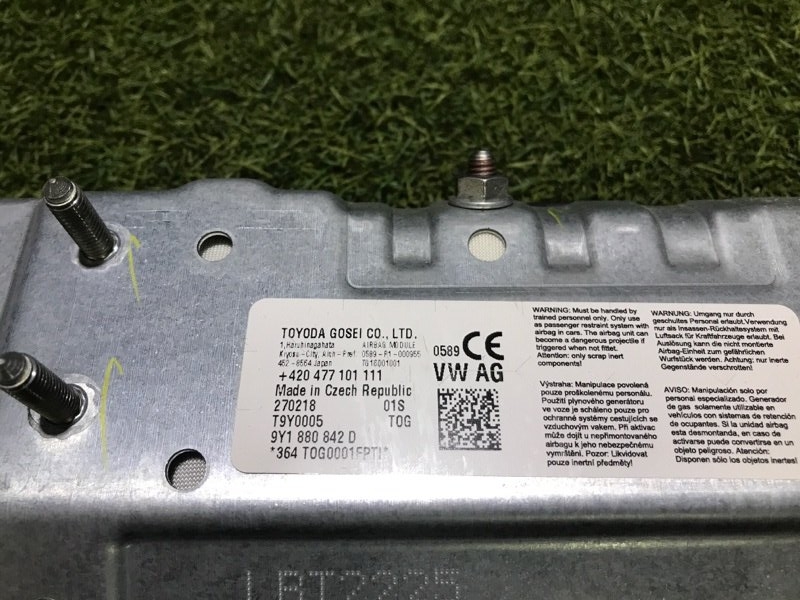 TOYODA GOSEI CO., LTD.
1, Haruhinagahata AIRBAG MODULE
Kiyosu-City, Aich-Pref. 0589-P1-000955
452-8564 Japan TG16001001
+420 477 101 111
Made in Czech Republic
270218 01S
T9Y0005 TOG
9Y1 880 842 D
*364 TOG0001FPTI*
0589 CE
VW AG
WARNING: Must be handled by
trained personnel only. Only use
as passenger restraint system with
airbag in cars. The airbag unit can
become a dangerous projectile if
triggered when not fitted.
Attention: only scrap inert
components!
WARNUNG: Umgang nur durch
geschultes Personal erlaubt.Verwendung
nur als Insassen-Rückhaltesystem mit
Luftsack für Kraftfahrzeuge erlaubt. Bei
Auslösung kann die nicht montierte
Airbag-Einheit zum gefährlichen
Wurfstück werden. Achtung, nur inerte
Gegenstände verschrotten!
Výstraha: Manipulace povolená
pouze proškolenému personálu.
Použití plynového generátoru
ve voze je scháleno pouze pro
ochranné systémy cestujících se
vzduchovým vakem. Při aktivac
může dojít u nepřimontovaného
airbagu k jeho nebezpečnému
vymrštění. Pozor: Likvidovat
pouze inertní předměty!
AVISO: Manipulación solo por
personal especializado. Generador
de gas solamente utilizable en
vehículos con sistemas de retención
de ocupantes. Si la unidad airbag
esta desmontanda, en caso de
activarse puede convertirse en un
objeto peligroso. Atención:
Disponen sólo los objetos inertes!